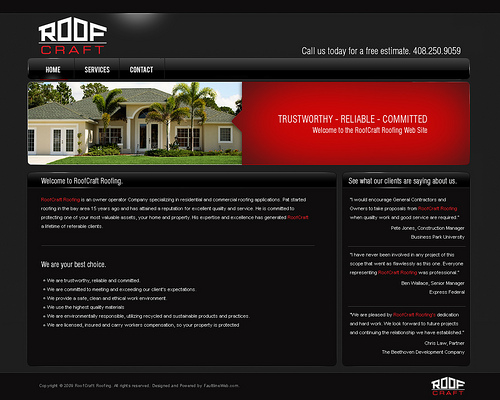 ROOF
CRAFT
Call us today for a free estimate. 408.250.9059
HOME
SERVICES
CONTACT
TRUSTWORTHY - RELIABLE - COMMITTED
Welcome to the RoofCraft Roofing Web Site
Welcome to RoofCraft Roofing.
RoofCraft Roofing is an owner operator Company specializing in residential and commercial roofing applications. Pat started
roofing in the bay area 15 years ago and has attained a reputation for excellent quality and service. He is committed to
protecting one of your most valuable assets, your home and property. His expertise and excellence has generated RoofCraft
a lifetime of referable clients.
We are your best choice.
+ We are trustworthy, reliable and committed.
+ We are committed to meeting and exceeding our client's expectations.
+ We provide a safe, clean and ethical work environment
+ We use the highest quality materials
+ We are environmentally responsible, utilizing recycled and sustainable products and practices
+ We are licensed, insured and carry workers compensation, so your property is protected
See what our clients are saying about us.
"I would encourage General Contractors and
Owners to take proposals from RoofCraft Roofing
when quality work and good service are required."
Pete Jones, Construction Manager
Business Park University
"I have never been involved in any project of this
scope that went as flawlessly as this one. Everyone
representing RoofCraft Roofing was professional."
Ben Wallace, Senior Manager
Express Federal
"We are pleased by RoofCraft Roofing's dedication
and hard work. We look forward to future projects
and continuing the relationship we have established."
Chris Law, Partner
The Beethoven Development Company
Copyright © 2009 RoofCraft Roofing. All rights reserved. Designed and Powered by FaultlineWeb.com.
ROOF
CRAFT